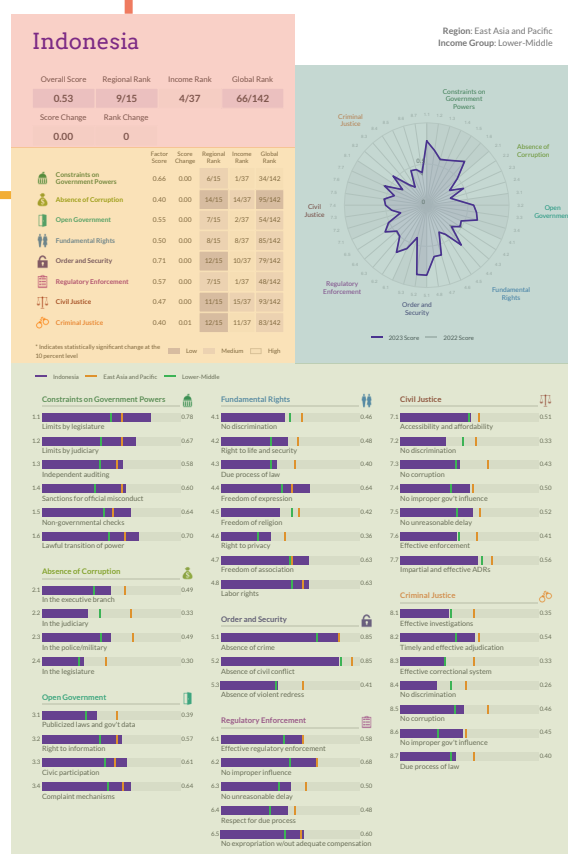 Indonesia
Region: East Asia and Pacific
Income Group: Lower-Middle
Overall Score Regional Rank Income Rank Global Rank
0.53 9/15 4/37 66/142
Score Change Rank Change
0.00 0
Factor Score Score Change Regional Rank Income Rank Global Rank
Constraints on Government Powers 0.66 0.00 6/15 1/37 34/142
Absence of Corruption 0.40 0.00 14/15 14/37 95/142
Open Government 0.55 0.00 7/15 2/37 54/142
Fundamental Rights 0.50 0.00 8/15 8/37 85/142
Order and Security 0.71 0.00 12/15 10/37 79/142
Regulatory Enforcement 0.57 0.00 7/15 1/37 48/142
Civil Justice 0.47 0.00 11/15 15/37 93/142
Criminal Justice 0.40 0.01 12/15 11/37 83/142
* Indicates statistically significant change at the
10 percent level
Low Medium High
Constraints on
Government
Powers
Criminal
Justice
Absence of
Corruption
Civil
Justice
Open
Governmen
Regulatory
Enforcement
Fundamental
Rights
Order and
Security
0.5
0
2023 Score 2022 Score
Indonesia East Asia and Pacific Lower-Middle
Constraints on Government Powers
1.1 0.78
Limits by legislature
1.2 0.67
Limits by judiciary
1.3 0.58
Independent auditing
1.4 0.60
Sanctions for official misconduct
1.5 0.64
Non-governmental checks
1.6 0.70
Lawful transition of power
Absence of Corruption
2.1 0.49
In the executive branch
2.2 0.33
In the judiciary
2.3 0.49
In the police/military
2.4 0.30
In the legislature
Open Government
3.1 0.39
Publicized laws and gov't data
3.2 0.57
Right to information
3.3 0.61
Civic participation
3.4 0.64
Complaint mechanisms
Fundamental Rights
4.1 0.46
No discrimination
4.2 0.48
Right to life and security
4.3 0.40
Due process of law
4.4 0.64
Freedom of expression
4.5 0.42
Freedom of religion
4.6 0.36
Right to privacy
4.7 0.63
Freedom of association
4.8 0.63
Labor rights
Order and Security
5.1 0.85
Absence of crime
5.2 0.85
Absence of civil conflict
5.3 0.41
Absence of violent redress
Regulatory Enforcement
6.1 0.58
Effective regulatory enforcement
6.2 0.68
No improper influence
6.3 0.50
No unreasonable delay
6.4 0.48
Respect for due process
6.5 0.60
No expropriation w/out adequate compensation
Civil Justice
7.1 0.51
Accessibility and affordability
7.2 0.33
No discrimination
7.3 0.43
No corruption
7.4 0.50
No improper gov't influence
7.5 0.52
No unreasonable delay
7.6 0.41
Effective enforcement
7.7 0.56
Impartial and effective ADRs
Criminal Justice
8.1 0.35
Effective investigations
8.2 0.54
Timely and effective adjudication
8.3 0.33
Effective correctional system
8.4 0.26
No discrimination
8.5 0.46
No corruption
8.6 0.45
No improper gov't influence
8.7 0.40
Due process of law